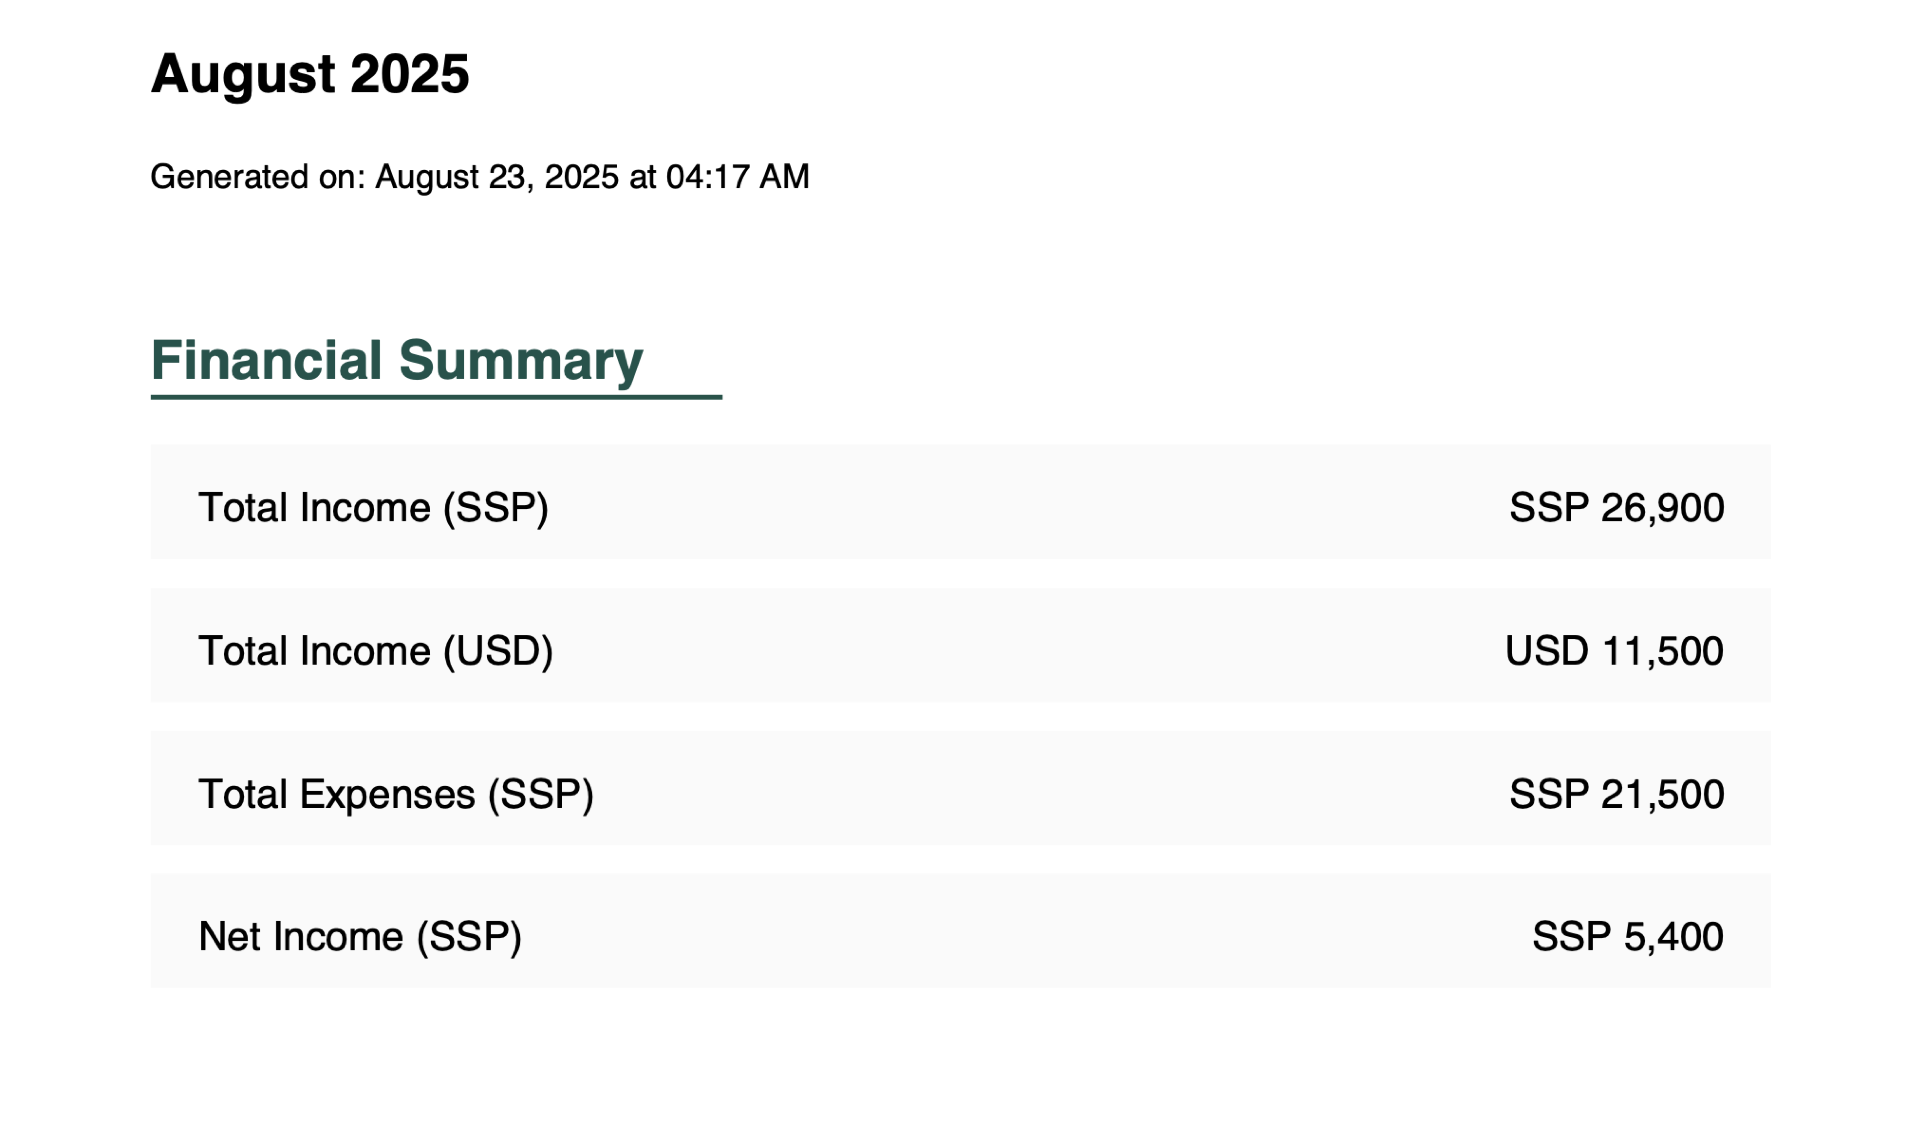 August 2025
Generated on: August 23, 2025 at 04:17 AM
Financial Summary
Total Income (SSP) SSP 26,900
Total Income (USD) USD 11,500
Total Expenses (SSP) SSP 21,500
Net Income (SSP) SSP 5,400